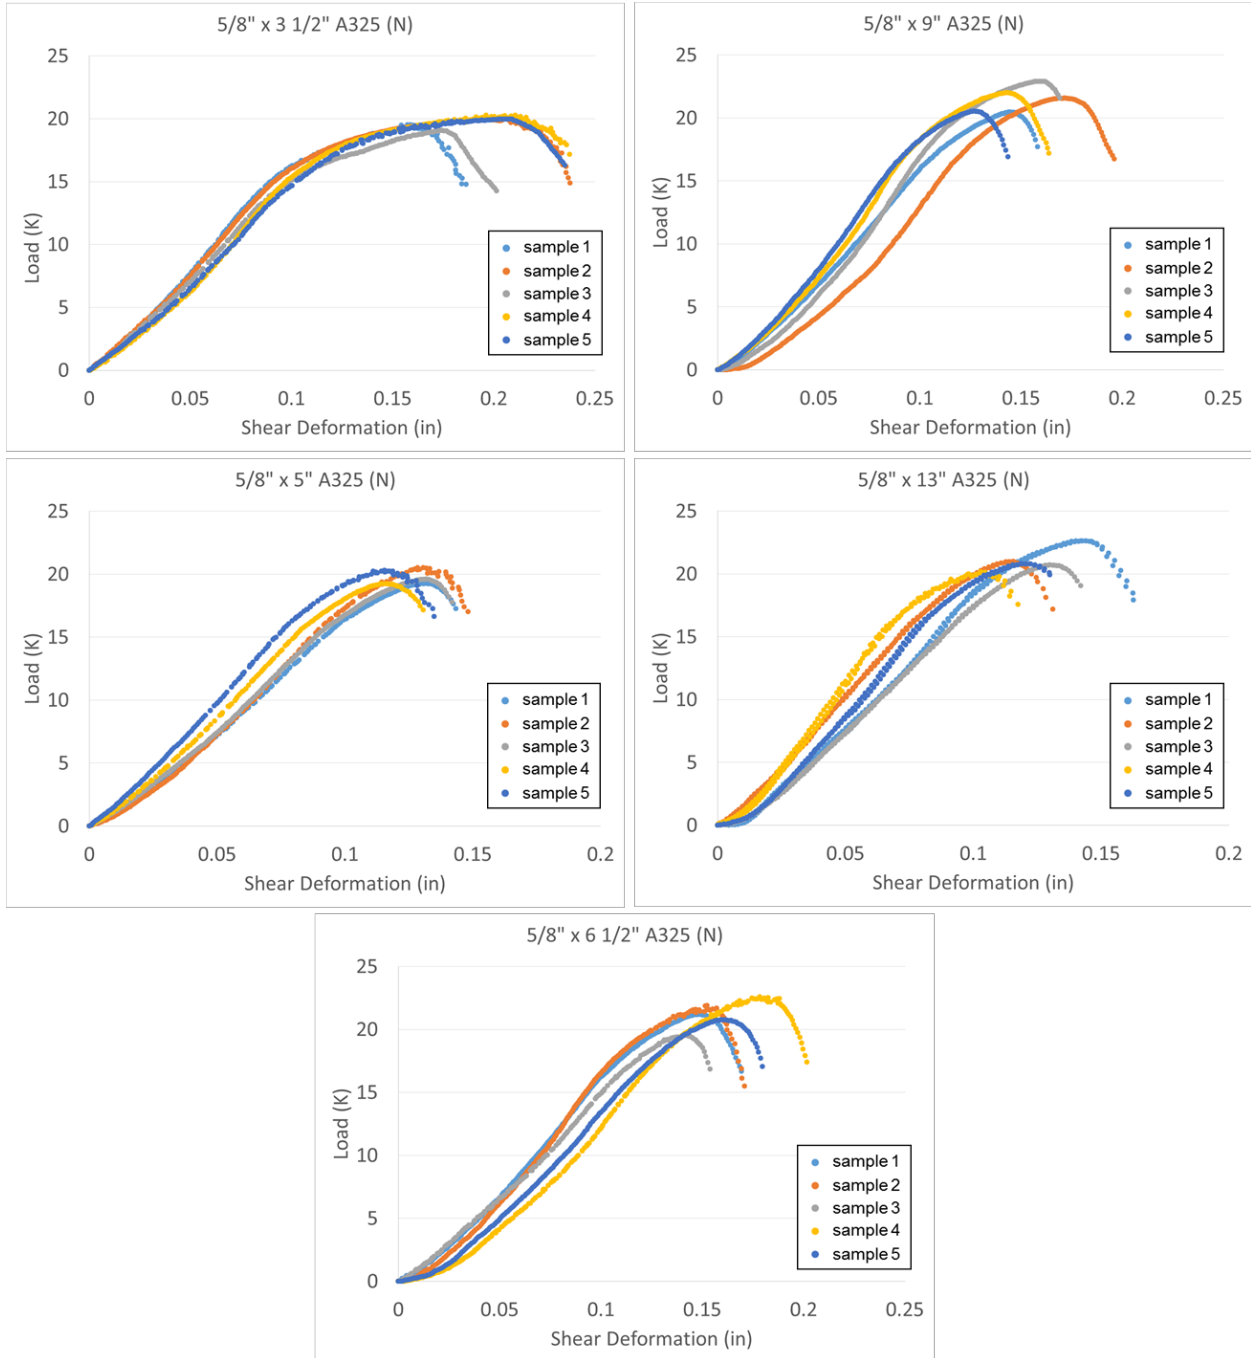 5/8" x 3 1/2" A325 (N)
25
20
15
10
5
0
Load (K)
0 0.05 0.1 0.15 0.2 0.25
Shear Deformation (in)
sample 1
sample 2
sample 3
sample 4
sample 5
5/8" x 9" A325 (N)
25
20
15
10
5
0
Load (K)
0 0.05 0.1 0.15 0.2 0.25
Shear Deformation (in)
sample 1
sample 2
sample 3
sample 4
sample 5
5/8" x 5" A325 (N)
25
20
15
10
5
0
Load (K)
0 0.05 0.1 0.15 0.2
Shear Deformation (in)
sample 1
sample 2
sample 3
sample 4
sample 5
5/8" x 13" A325 (N)
25
20
15
10
5
0
Load (K)
0 0.05 0.1 0.15 0.2
Shear Deformation (in)
sample 1
sample 2
sample 3
sample 4
sample 5
5/8" x 6 1/2" A325 (N)
25
20
15
10
5
0
Load (K)
0 0.05 0.1 0.15 0.2 0.25
Shear Deformation (in)
sample 1
sample 2
sample 3
sample 4
sample 5